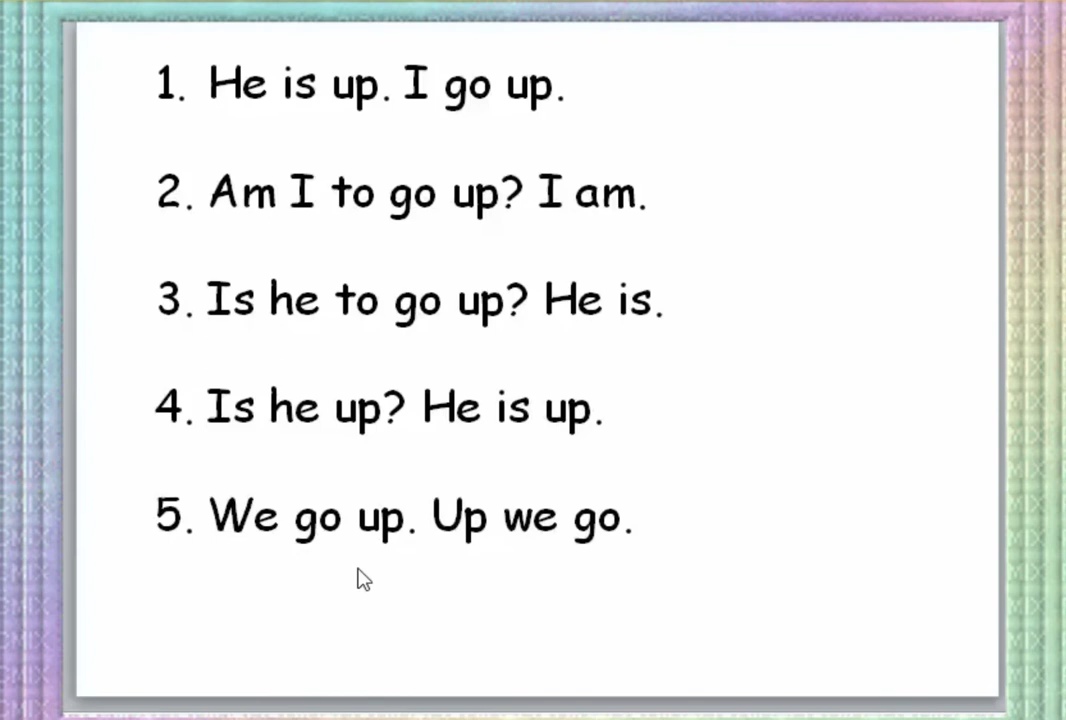 1. He is up. I go up.
2. Am I to go up? I am.
3. Is he to go up? He is.
4. Is he up? He is up.
5. We go up. Up we go.